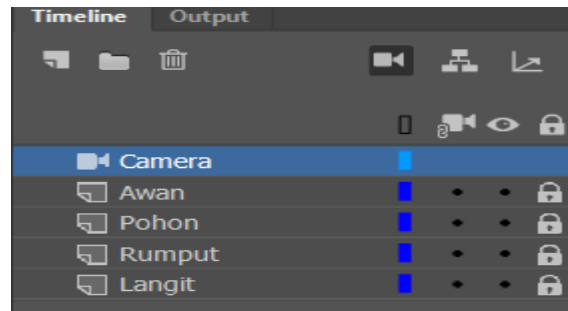 Timeline Output
Camera
Awan
Pohon
Rumput
Langit